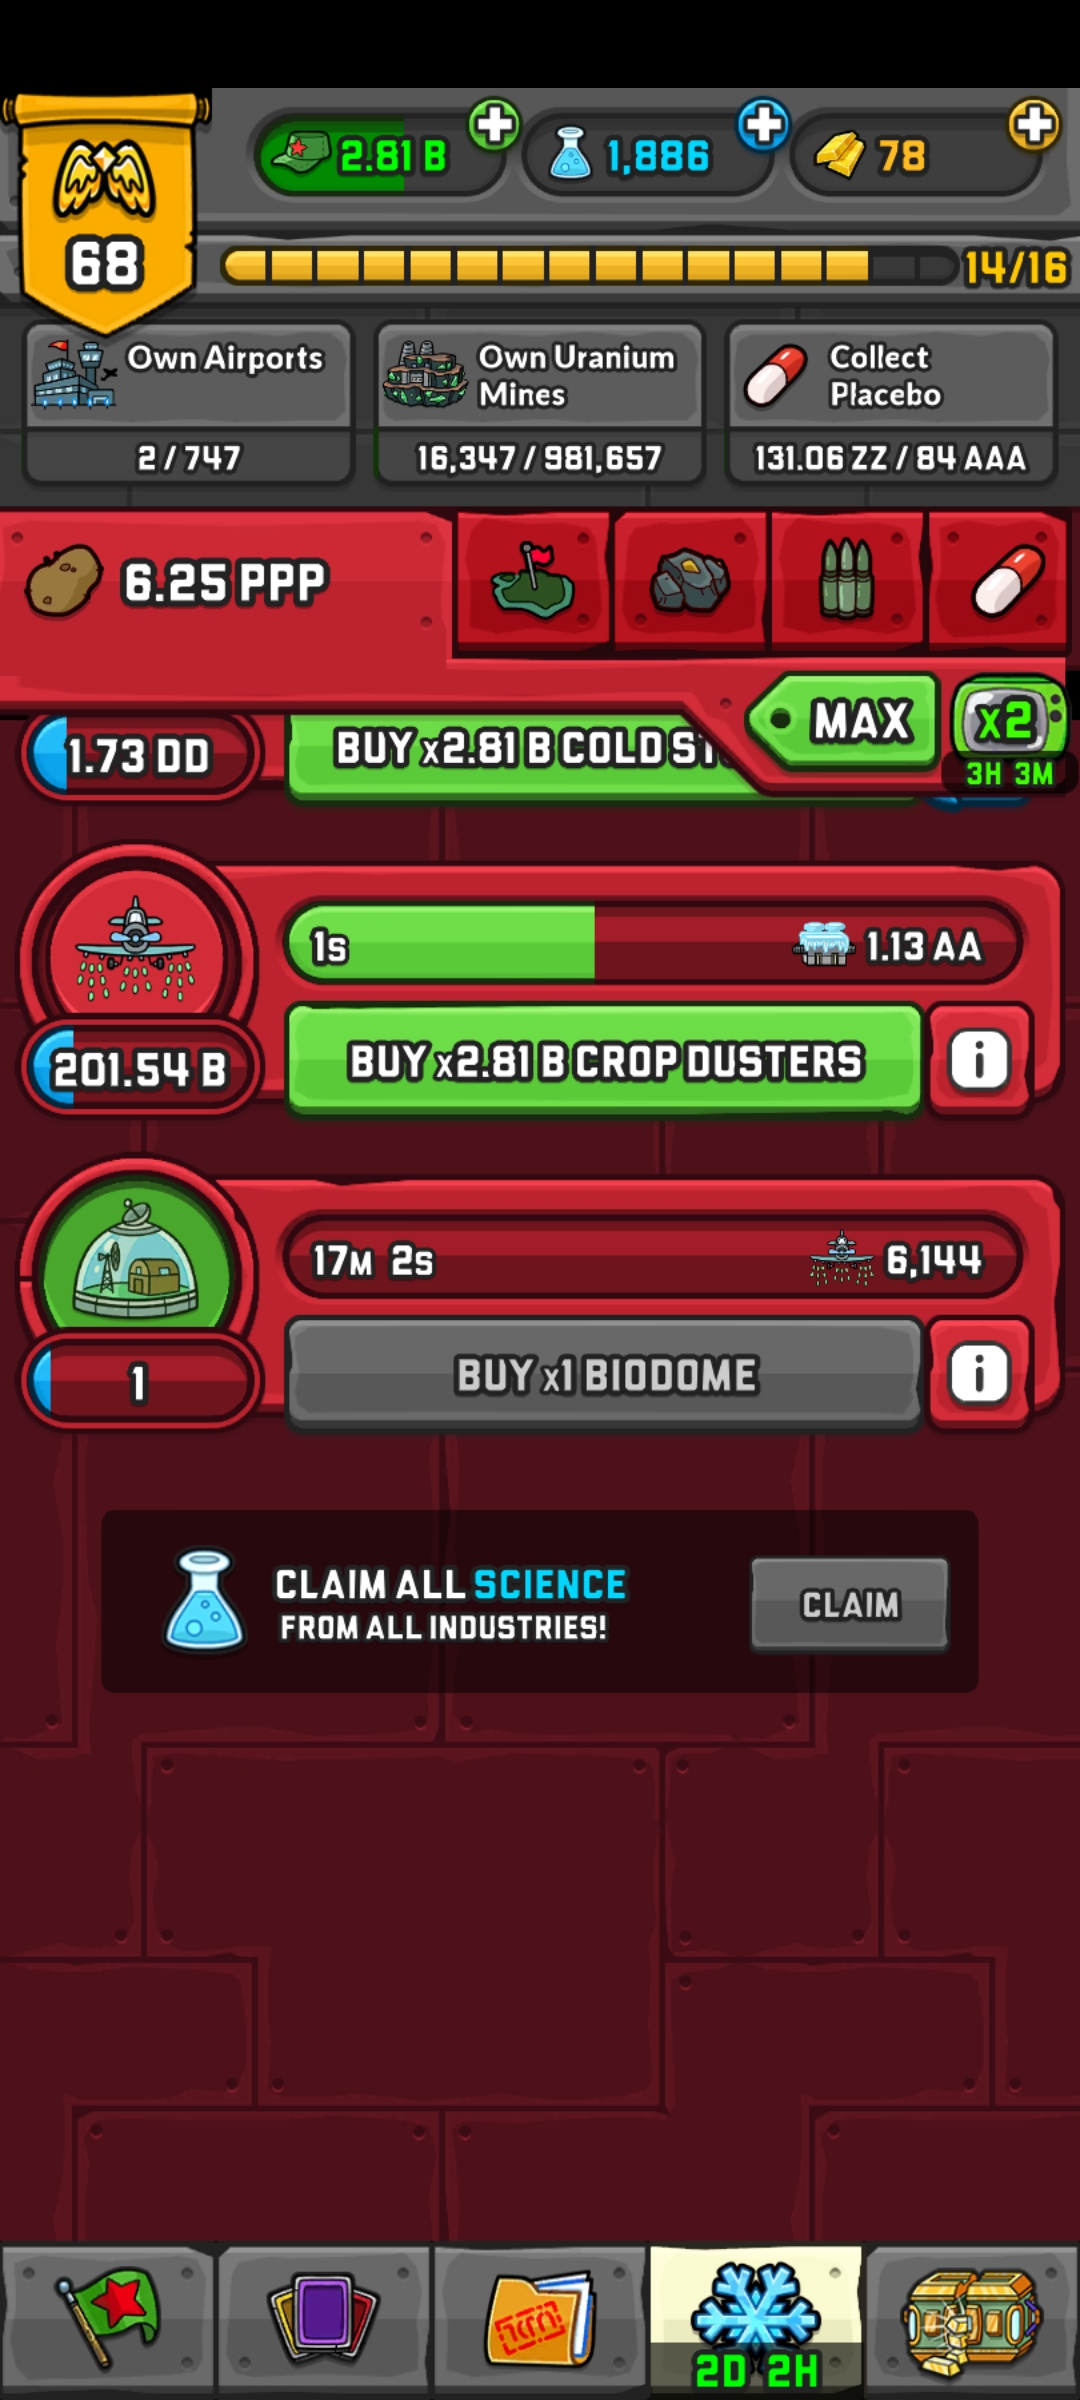 2.81 B
1,886
78
68
14/16
Own Airports
2 / 747
Own Uranium
Mines
16,347 / 981,657
Collect
Placebo
131.06 ZZ / 84 AAA
6.25 PPP
MAX
x2
3H 3M
1.73 DD
BUY x2.81 B COLD
1s
1.13 AA
201.54 B
BUY x2.81 B CROP DUSTERS
i
17M 2s
6,144
1
BUY x1 BIODOME
i
CLAIM ALL SCIENCE
FROM ALL INDUSTRIES!
CLAIM
2D 2H